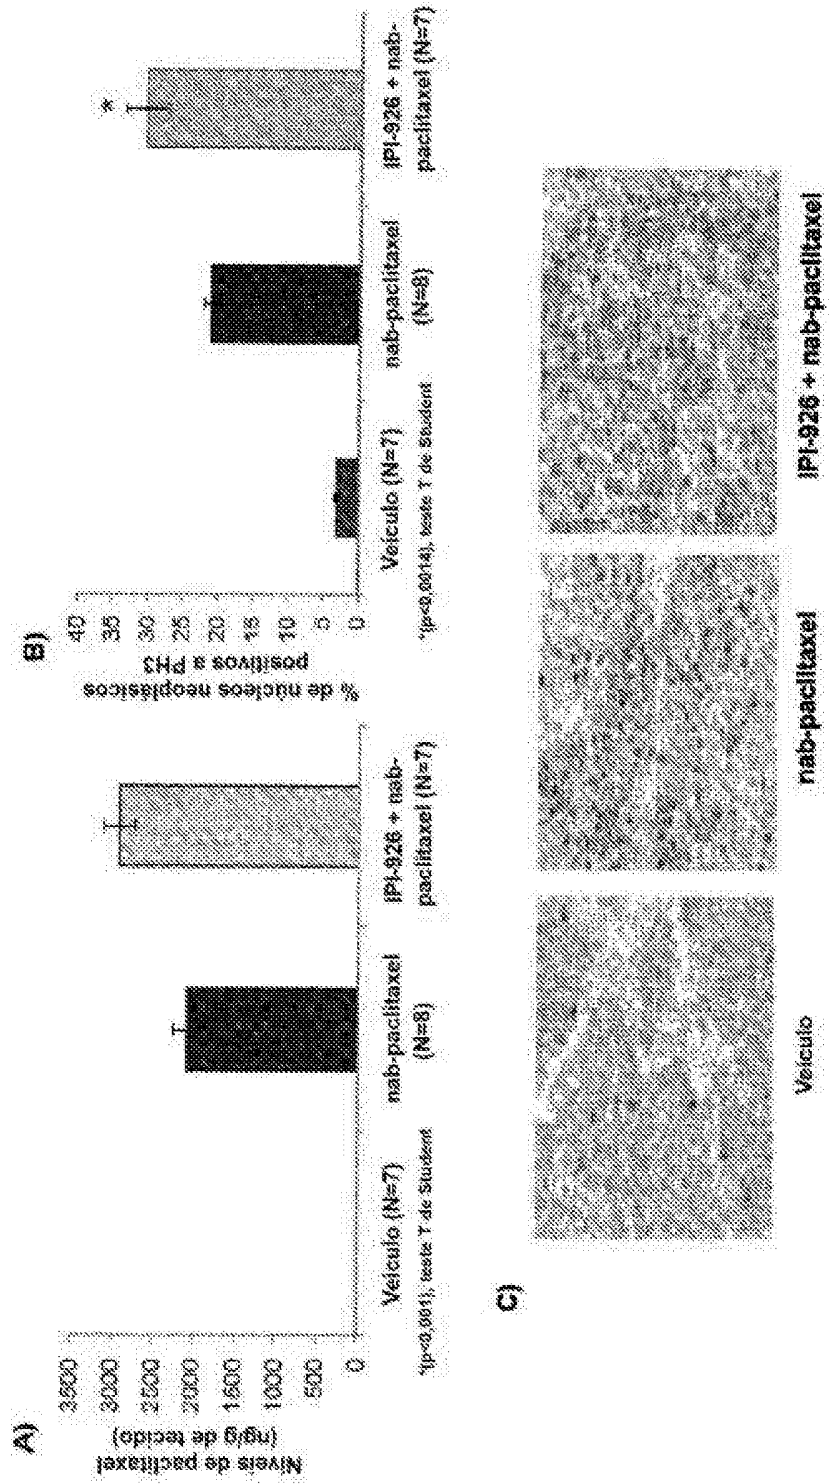 A)
Níveis de paclitaxel
(ng/g de tecido)
3500
3000
2500
2000
1500
1000
500
0
Veículo (N=7)
nab-paclitaxel
(N=8)
IPI-926 + nab-
paclitaxel (N=7)
*(p<0,001), teste T de Student
B)
% de núcleos neoplásicos
positivos a PH3
40
35
30
25
20
15
10
5
0
*
Veículo (N=7)
nab-paclitaxel
(N=8)
IPI-926 + nab-
paclitaxel (N=7)
*(p<0,0014), teste T de Student
C)
Veículo
nab-paclitaxel
IPI-926 + nab-paclitaxel